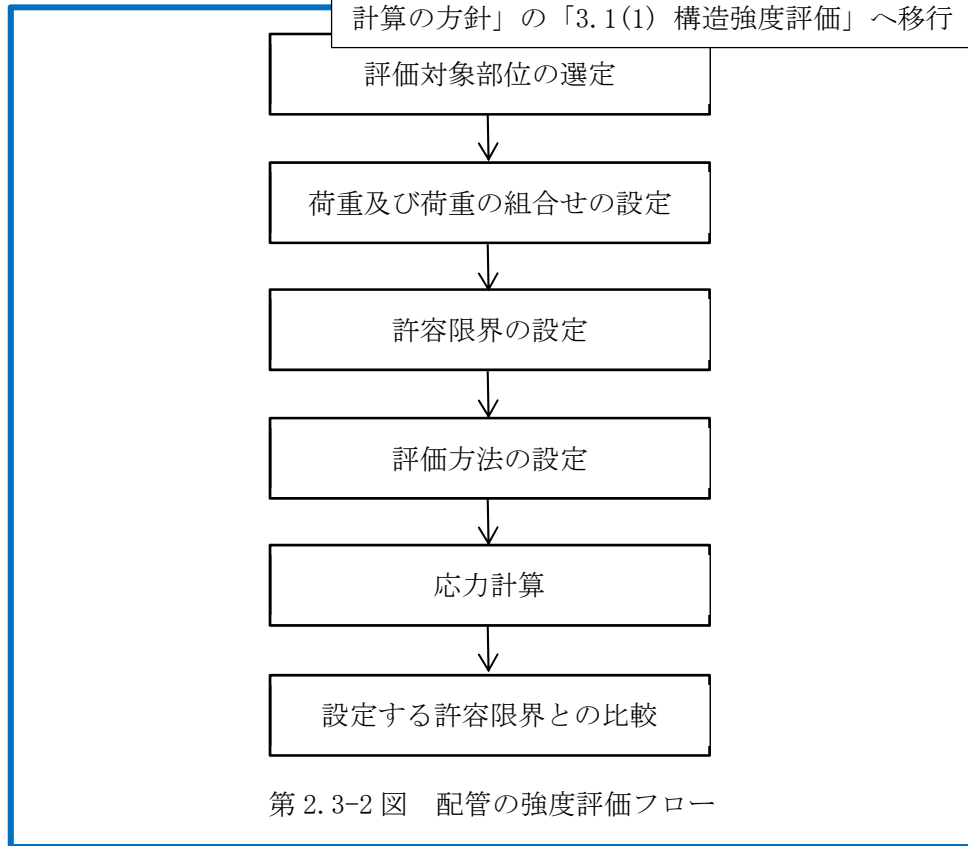 計算の方針」の「3.1(1) 構造強度評価」へ移行
評価対象部位の選定
荷重及び荷重の組合せの設定
許容限界の設定
評価方法の設定
応力計算
設定する許容限界との比較
第 2.3-2 図　配管の強度評価フロー